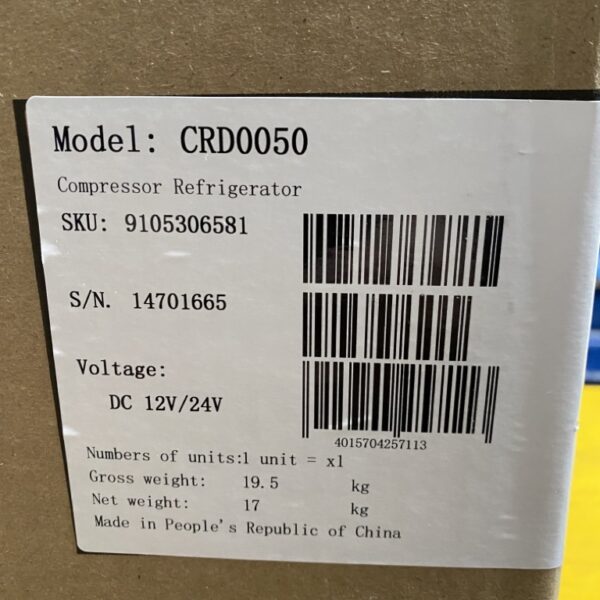 Model: CRD0050
Compressor Refrigerator
SKU: 9105306581
S/N. 14701665
Voltage:
DC 12V/24V
4015704257113
Numbers of units:1 unit = x1
Gross weight: 19.5 kg
Net weight: 17 kg
Made in People's Republic of China